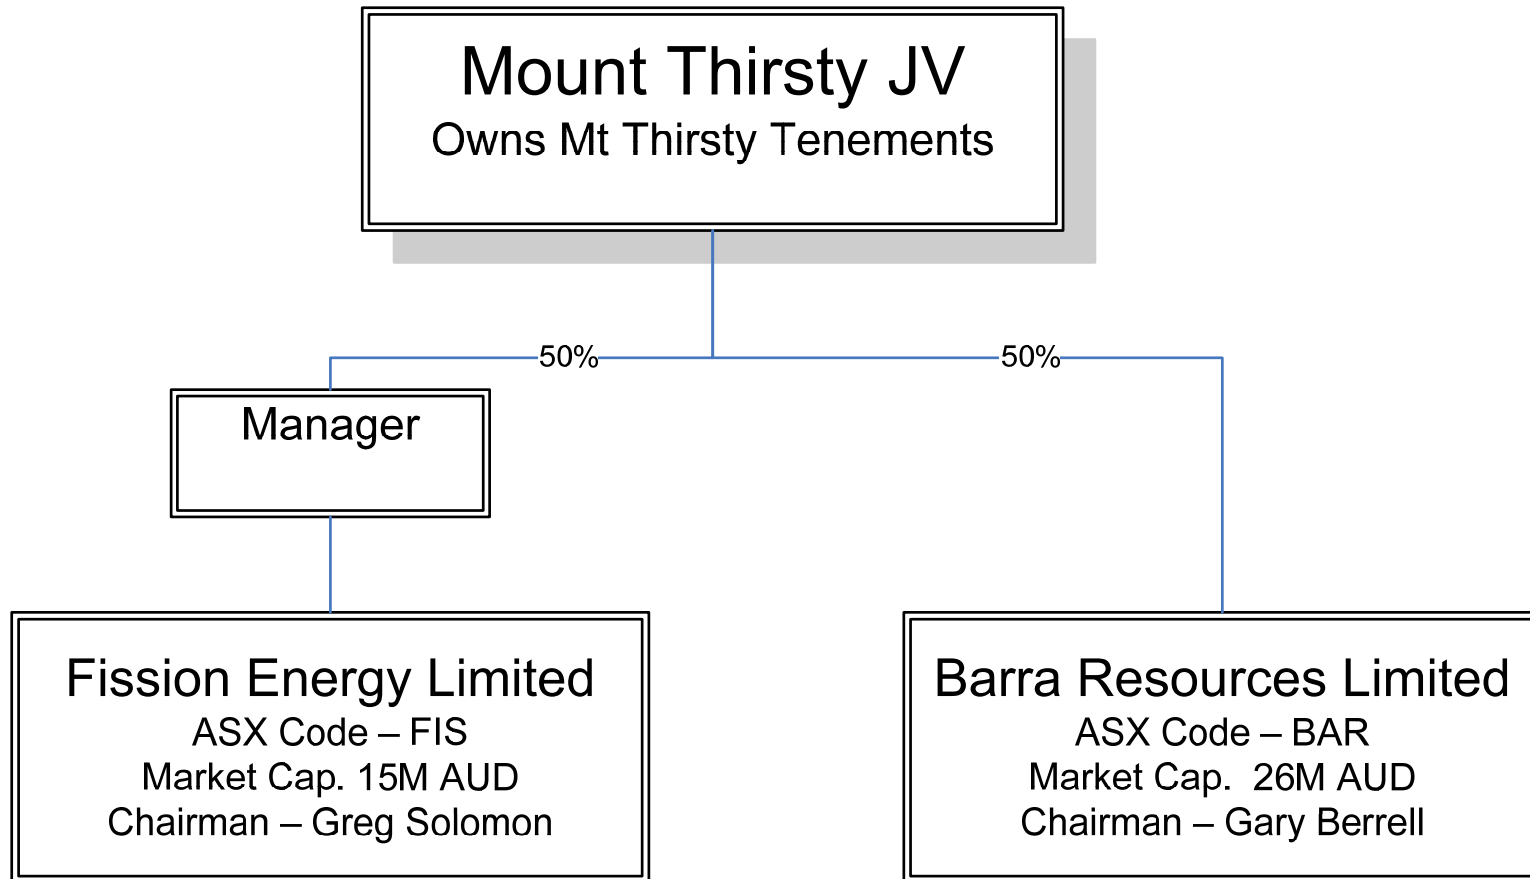 Mount Thirsty JV
Owns Mt Thirsty Tenements
50%
50%
Manager
Fission Energy Limited
ASX Code – FIS
Market Cap. 15M AUD
Chairman – Greg Solomon
Barra Resources Limited
ASX Code – BAR
Market Cap.  26M AUD
Chairman – Gary Berrell